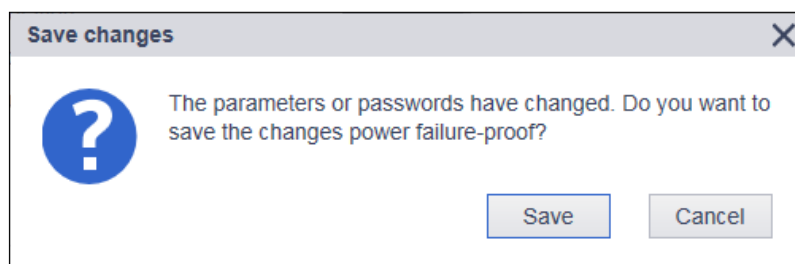 Save changes
The parameters or passwords have changed. Do you want to
save the changes power failure-proof?
Save
Cancel